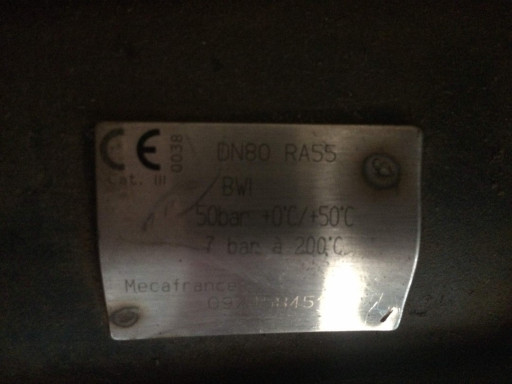 CE 0038
DN80 RA55
Cat. III
BWI
50bar +0°C/+50°C
7 bar à 200°C
Mecafrance